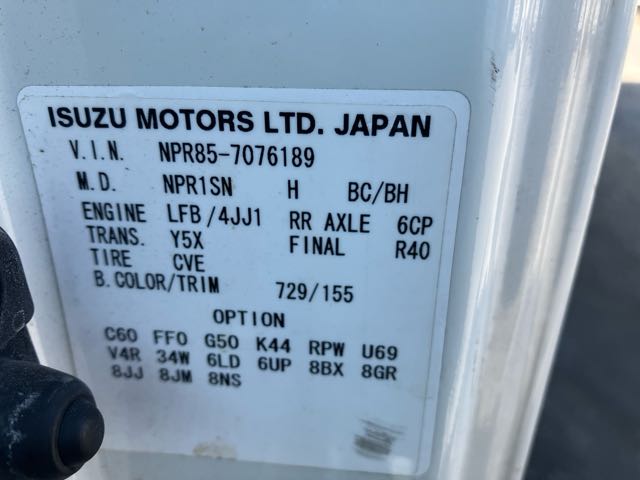 ISUZU MOTORS LTD. JAPAN
V.I.N. NPR85-7076189
M.D. NPR1SN H BC/BH
ENGINE LFB/4JJ1 RR AXLE 6CP
TRANS. Y5X FINAL R40
TIRE CVE
B.COLOR/TRIM 729/155
OPTION
C60 FF0 G50 K44 RPW U69
V4R 34W 6LD 6UP 8BX 8GR
8JJ 8JM 8NS